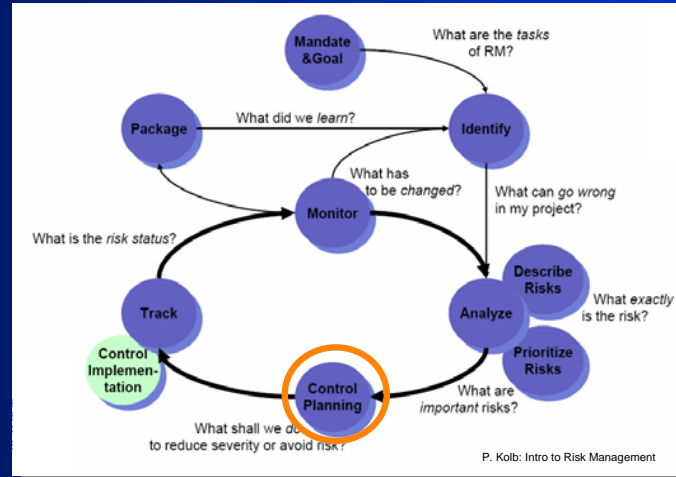 Mandate
&Goal
What are the tasks
of RM?
Package
What did we learn?
Identify
What has
to be changed?
What can go wrong
in my project?
Monitor
What is the risk status?
Describe
Risks
Track
Analyze
What exactly
is the risk?
Control
Implemen-
tation
Prioritize
Risks
Control
Planning
What are
important risks?
What shall we do
to reduce severity or avoid risk?
P. Kolb: Intro to Risk Management